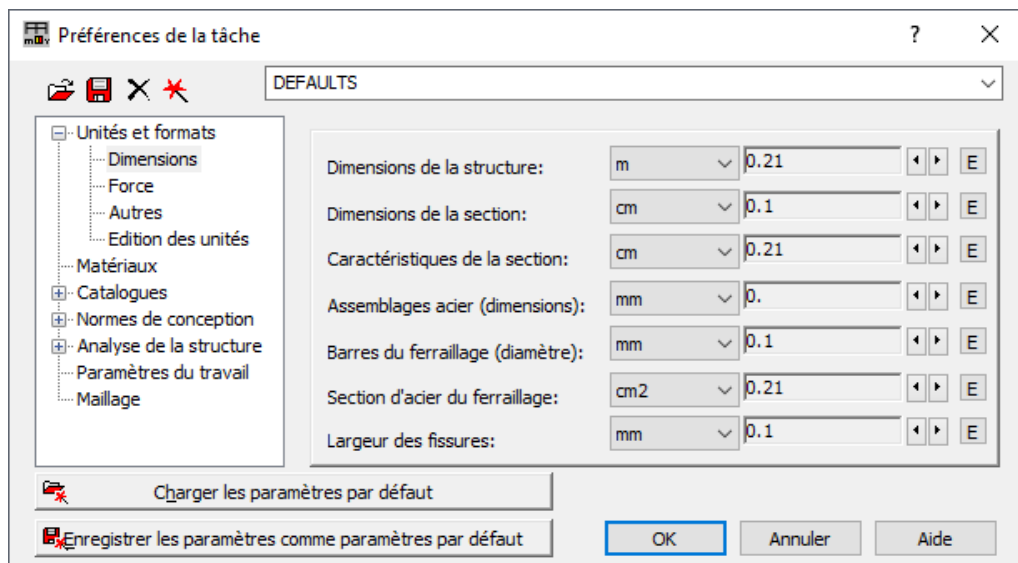 Préférences de la tâche
?
DEFAULTS
Unités et formats
Dimensions
Force
Autres
Edition des unités
Matériaux
Catalogues
Normes de conception
Analyse de la structure
Paramètres du travail
Maillage
Dimensions de la structure: m 0.21 E
Dimensions de la section: cm 0.1 E
Caractéristiques de la section: cm 0.21 E
Assemblages acier (dimensions): mm 0. E
Barres du ferraillage (diamètre): mm 0.1 E
Section d'acier du ferraillage: cm2 0.21 E
Largeur des fissures: mm 0.1 E
Charger les paramètres par défaut
Enregistrer les paramètres comme paramètres par défaut
OK Annuler Aide